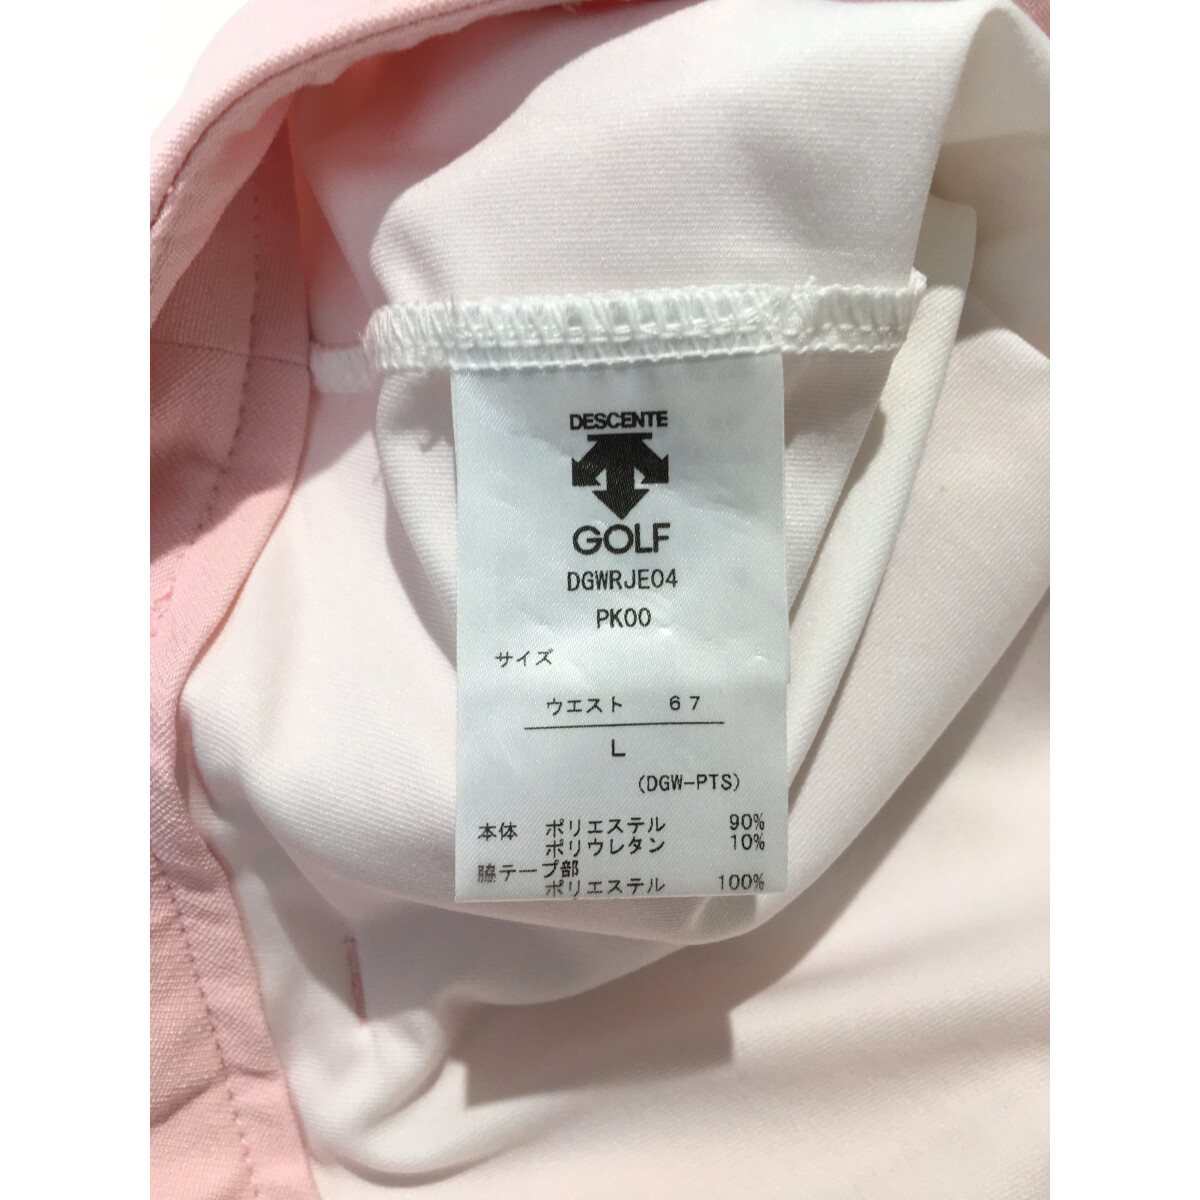 DESCENTE
GOLF
DGWRJE04
PK00
サイズ
ウエスト 67
L
(DGW-PTS)
本体 ポリエステル 90%
ポリウレタン 10%
脇テープ部
ポリエステル 100%